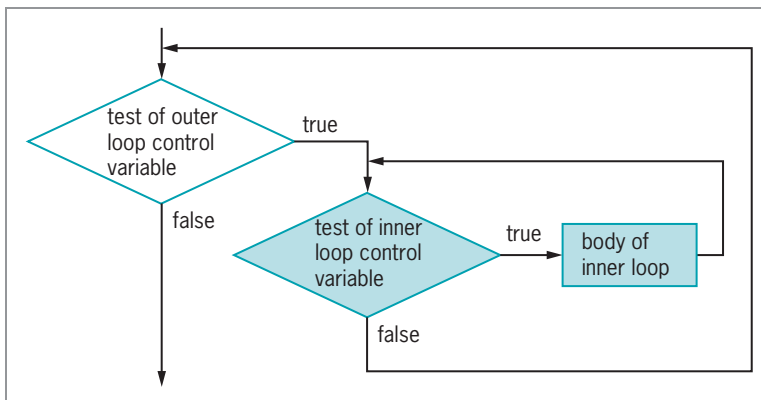 test of outer
loop control
variable
true
false
test of inner
loop control
variable
true
body of
inner loop
false